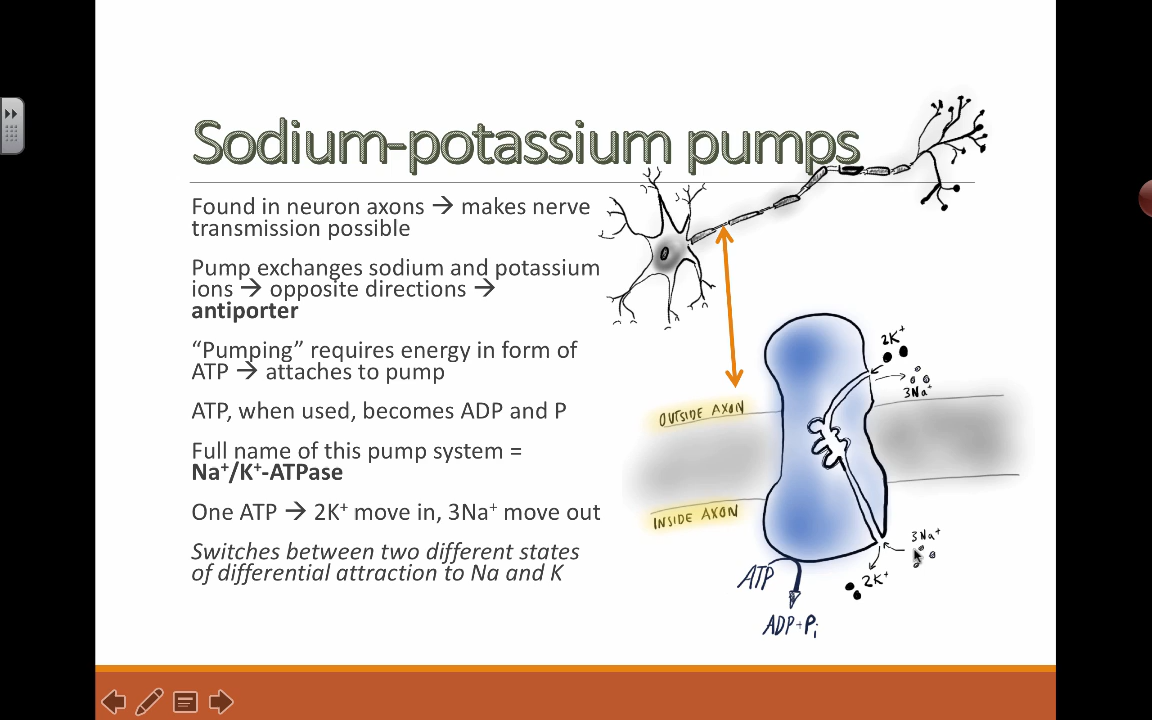 Sodium-potassium pumps
Found in neuron axons → makes nerve
transmission possible
Pump exchanges sodium and potassium
ions → opposite directions →
antiporter
“Pumping” requires energy in form of
ATP → attaches to pump
ATP, when used, becomes ADP and P
Full name of this pump system =
Na⁺/K⁺-ATPase
One ATP → 2K⁺ move in, 3Na⁺ move out
Switches between two different states
of differential attraction to Na and K
2K⁺
3Na⁺
OUTSIDE AXON
INSIDE AXON
3Na⁺
2K⁺
ATP
ADP+Pi